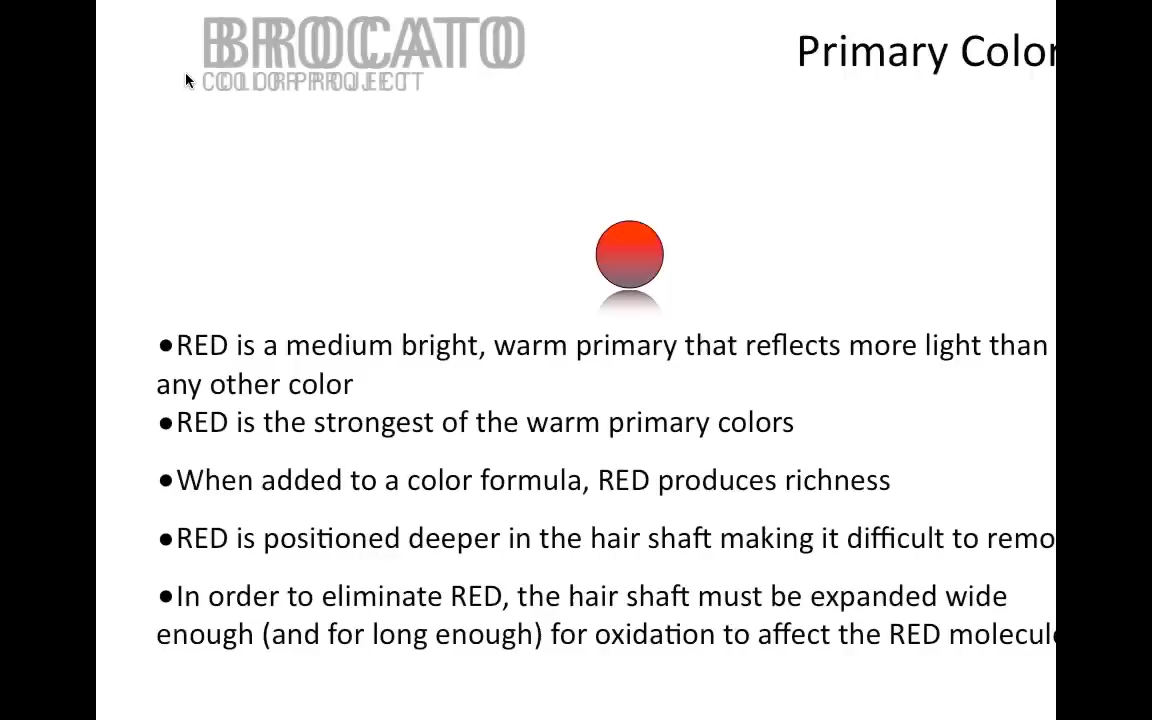 BROCATO
COLOR PROJECT
Primary Color
●RED is a medium bright, warm primary that reflects more light than
any other color
●RED is the strongest of the warm primary colors
●When added to a color formula, RED produces richness
●RED is positioned deeper in the hair shaft making it difficult to remo
●In order to eliminate RED, the hair shaft must be expanded wide
enough (and for long enough) for oxidation to affect the RED molecule